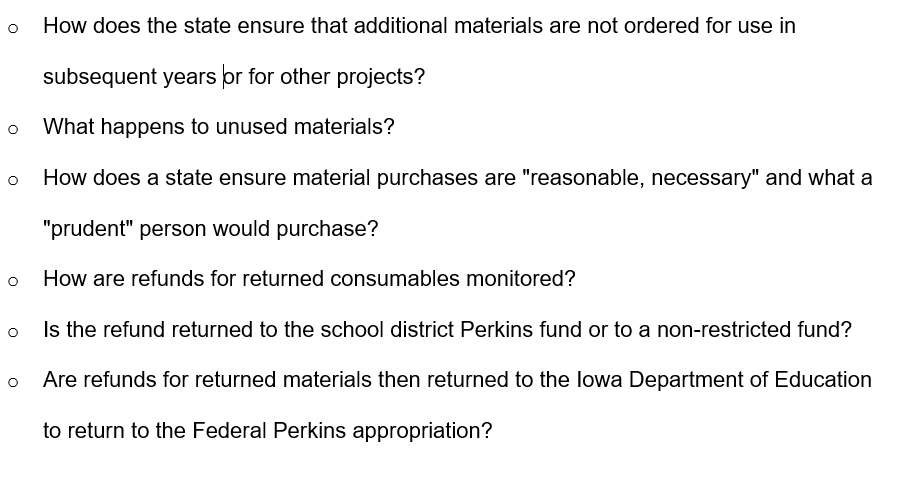 o How does the state ensure that additional materials are not ordered for use in
subsequent years or for other projects?
o What happens to unused materials?
o How does a state ensure material purchases are "reasonable, necessary" and what a
"prudent" person would purchase?
o How are refunds for returned consumables monitored?
o Is the refund returned to the school district Perkins fund or to a non-restricted fund?
o Are refunds for returned materials then returned to the Iowa Department of Education
to return to the Federal Perkins appropriation?